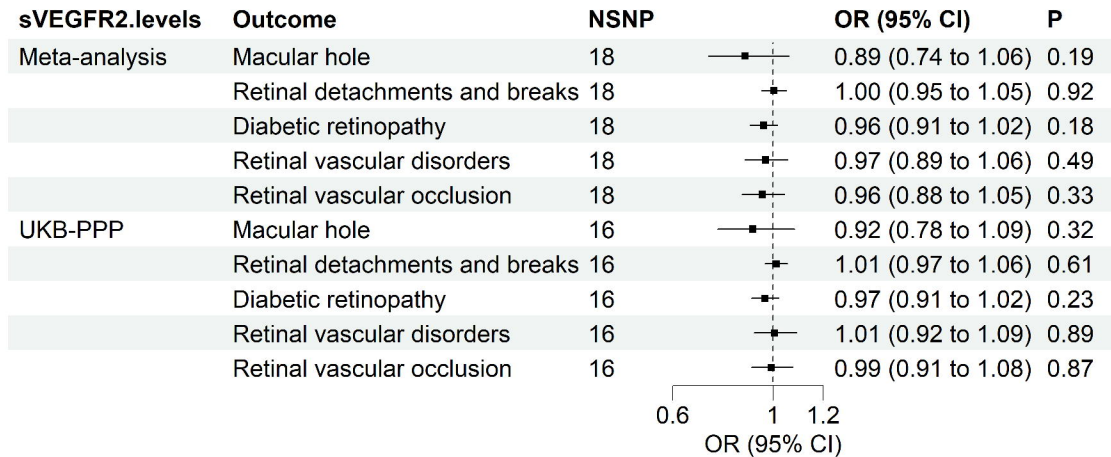 sVEGFR2.levels Outcome NSNP OR (95% CI) P
Meta-analysis Macular hole 18 0.89 (0.74 to 1.06) 0.19
Retinal detachments and breaks 18 1.00 (0.95 to 1.05) 0.92
Diabetic retinopathy 18 0.96 (0.91 to 1.02) 0.18
Retinal vascular disorders 18 0.97 (0.89 to 1.06) 0.49
Retinal vascular occlusion 18 0.96 (0.88 to 1.05) 0.33
UKB-PPP Macular hole 16 0.92 (0.78 to 1.09) 0.32
Retinal detachments and breaks 16 1.01 (0.97 to 1.06) 0.61
Diabetic retinopathy 16 0.97 (0.91 to 1.02) 0.23
Retinal vascular disorders 16 1.01 (0.92 to 1.09) 0.89
Retinal vascular occlusion 16 0.99 (0.91 to 1.08) 0.87
0.6 1 1.2
OR (95% CI)